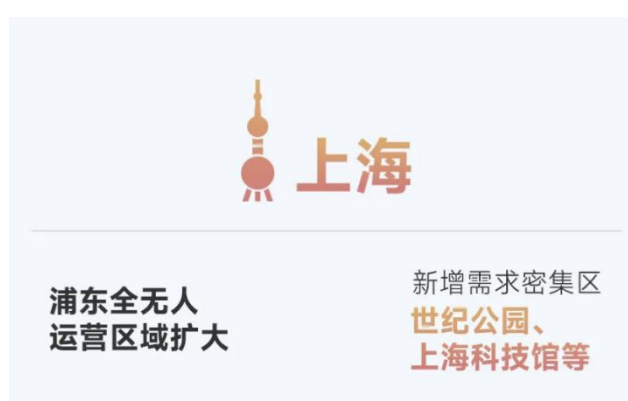 上海
浦东全无人
运营区域扩大
新增需求密集区
世纪公园、
上海科技馆等